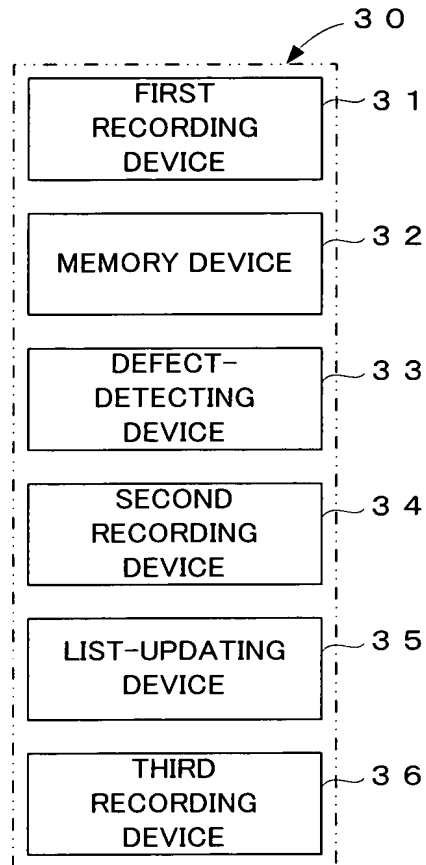 30
FIRST
RECORDING
DEVICE
31
MEMORY DEVICE
32
DEFECT-
DETECTING
DEVICE
33
SECOND
RECORDING
DEVICE
34
LIST-UPDATING
DEVICE
35
THIRD
RECORDING
DEVICE
36